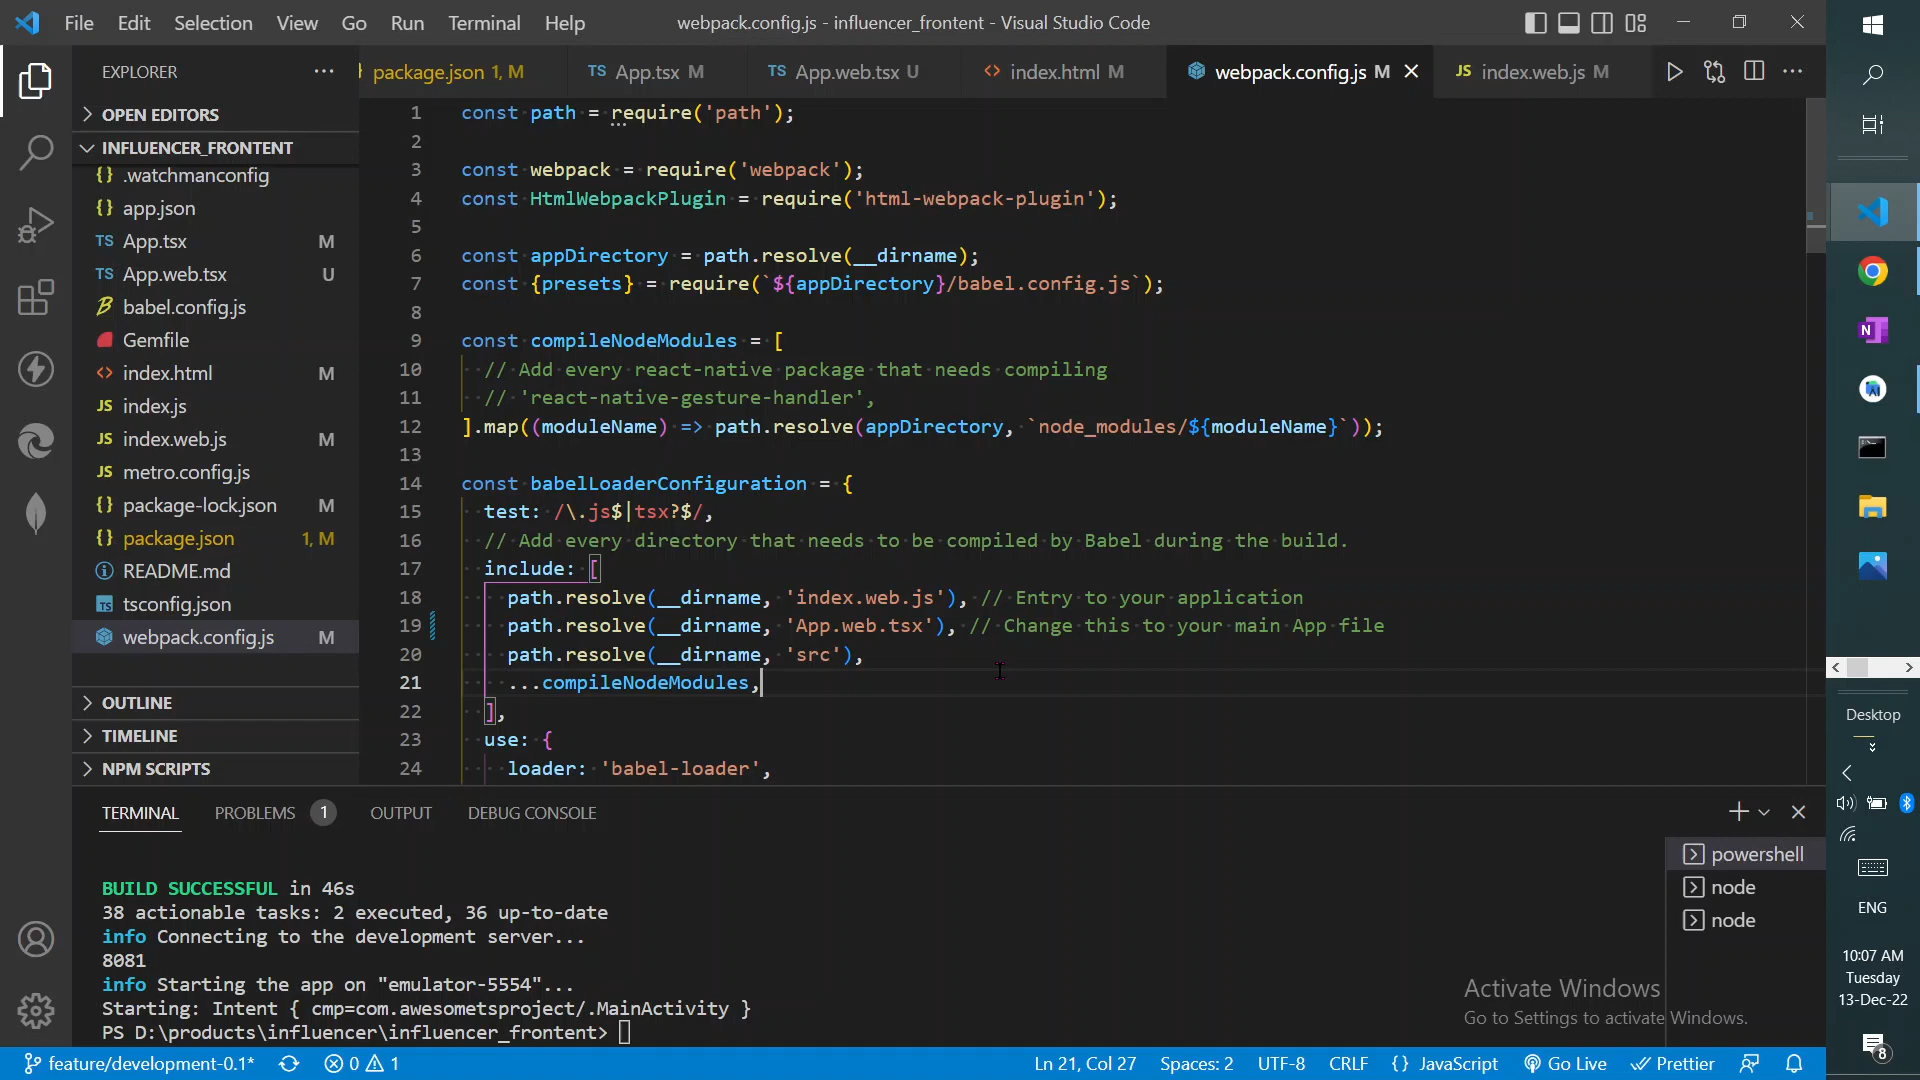 File Edit Selection View Go Run Terminal Help
webpack.config.js - influencer_frontent - Visual Studio Code
EXPLORER
OPEN EDITORS
INFLUENCER_FRONTENT
{} .watchmanconfig
{} app.json
TS App.tsx M
TS App.web.tsx U
babel.config.js
Gemfile
<> index.html M
JS index.js
JS index.web.js M
JS metro.config.js
{} package-lock.json M
{} package.json 1, M
README.md
TS tsconfig.json
webpack.config.js M
OUTLINE
TIMELINE
NPM SCRIPTS
package.json 1, M
TS App.tsx M
TS App.web.tsx U
<> index.html M
webpack.config.js M
JS index.web.js M
1 const path = require('path');
2
3 const webpack = require('webpack');
4 const HtmlWebpackPlugin = require('html-webpack-plugin');
5
6 const appDirectory = path.resolve(__dirname);
7 const {presets} = require(`${appDirectory}/babel.config.js`);
8
9 const compileNodeModules = [
10 // Add every react-native package that needs compiling
11 // 'react-native-gesture-handler',
12 ].map((moduleName) => path.resolve(appDirectory, `node_modules/${moduleName}`));
13
14 const babelLoaderConfiguration = {
15 test: /\.js$|tsx?$/,
16 // Add every directory that needs to be compiled by Babel during the build.
17 include: [
18 path.resolve(__dirname, 'index.web.js'), // Entry to your application
19 path.resolve(__dirname, 'App.web.tsx'), // Change this to your main App file
20 path.resolve(__dirname, 'src'),
21 ...compileNodeModules,
22 ],
23 use: {
24 loader: 'babel-loader',
TERMINAL PROBLEMS 1 OUTPUT DEBUG CONSOLE
BUILD SUCCESSFUL in 46s
38 actionable tasks: 2 executed, 36 up-to-date
info Connecting to the development server...
8081
info Starting the app on "emulator-5554"...
Starting: Intent { cmp=com.awesometsproject/.MainActivity }
PS D:\products\influencer\influencer_frontent>
powershell
node
node
Activate Windows
Go to Settings to activate Windows.
feature/development-0.1* 0 1
Ln 21, Col 27 Spaces: 2 UTF-8 CRLF {} JavaScript Go Live Prettier
N
Desktop
ENG
10:07 AM
Tuesday
13-Dec-22
8